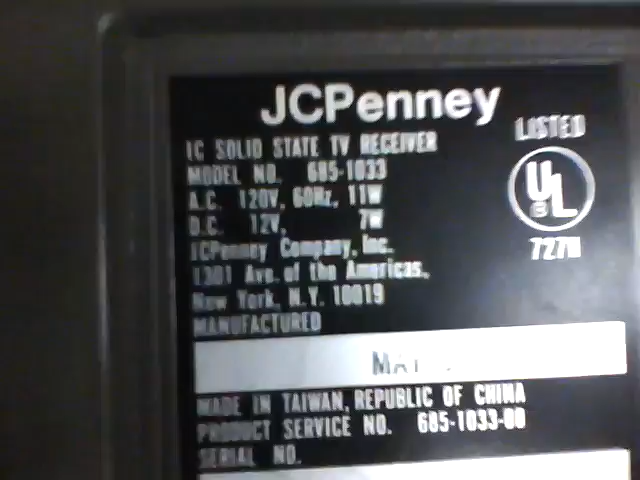 JCPenney
LISTED
UL
IC SOLID STATE TV RECEIVER
MODEL NO. 685-1033
A.C. 120V, 60Hz, 11W
D.C. 12V, 7W
JCPenney Company, Inc.
1301 Ave. of the Americas,
New York, N.Y. 10019
MANUFACTURED
MADE IN TAIWAN, REPUBLIC OF CHINA
PRODUCT SERVICE NO. 685-1033-00
SERIAL NO.